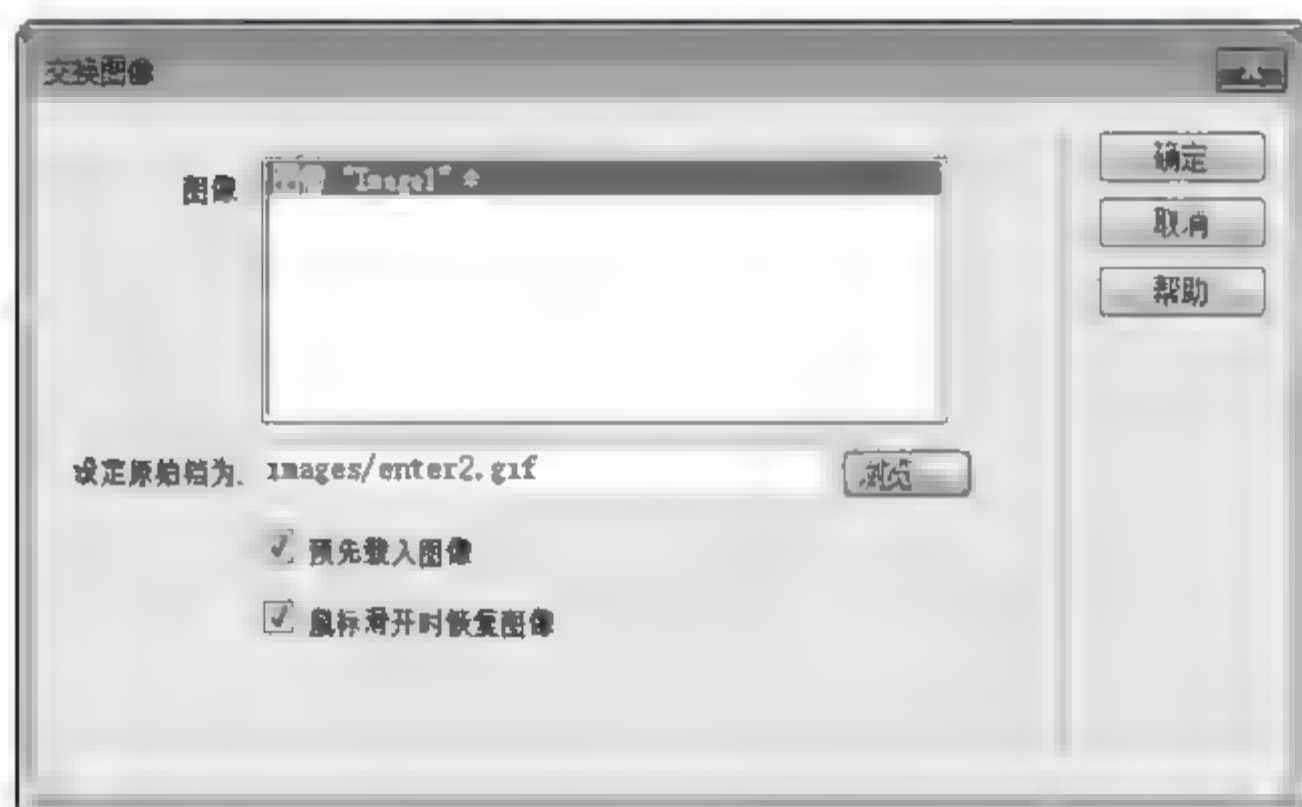 交换图像
图像 图像 "Image1" *
设定原始档为: images/enter2.gif 浏览
预先载入图像
鼠标滑开时恢复图像
确定
取消
帮助